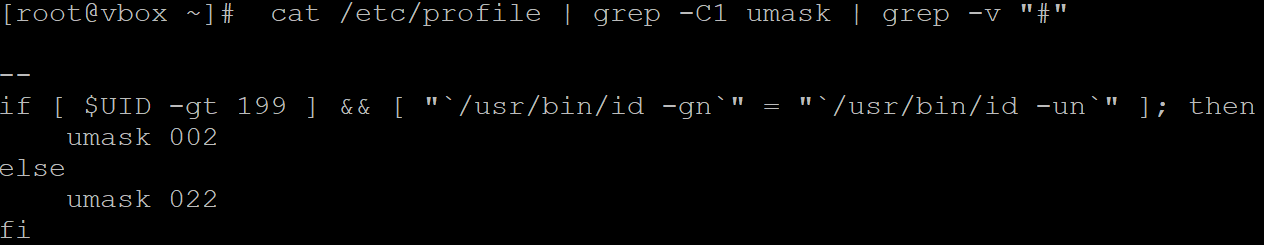 [root@vbox ~]#  cat /etc/profile | grep -C1 umask | grep -v "#"
--
if [ $UID -gt 199 ] && [ "`/usr/bin/id -gn`" = "`/usr/bin/id -un`" ]; then
    umask 002
else
    umask 022
fi